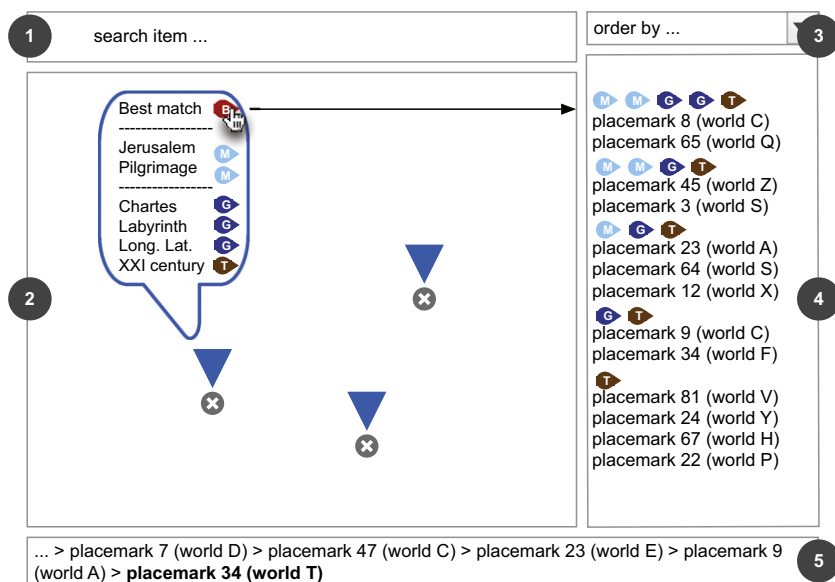 1
search item ...
order by ...
3
Best match B
-----------------
Jerusalem M
Pilgrimage M
-----------------
Chartes G
Labyrinth G
Long. Lat. G
XXI century T
2
M M G G T
placemark 8 (world C)
placemark 65 (world Q)
M M G T
placemark 45 (world Z)
placemark 3 (world S)
M G T
placemark 23 (world A)
placemark 64 (world S)
placemark 12 (world X)
G T
placemark 9 (world C)
placemark 34 (world F)
T
placemark 81 (world V)
placemark 24 (world Y)
placemark 67 (world H)
placemark 22 (world P)
4
... > placemark 7 (world D) > placemark 47 (world C) > placemark 23 (world E) > placemark 9
(world A) > placemark 34 (world T)
5